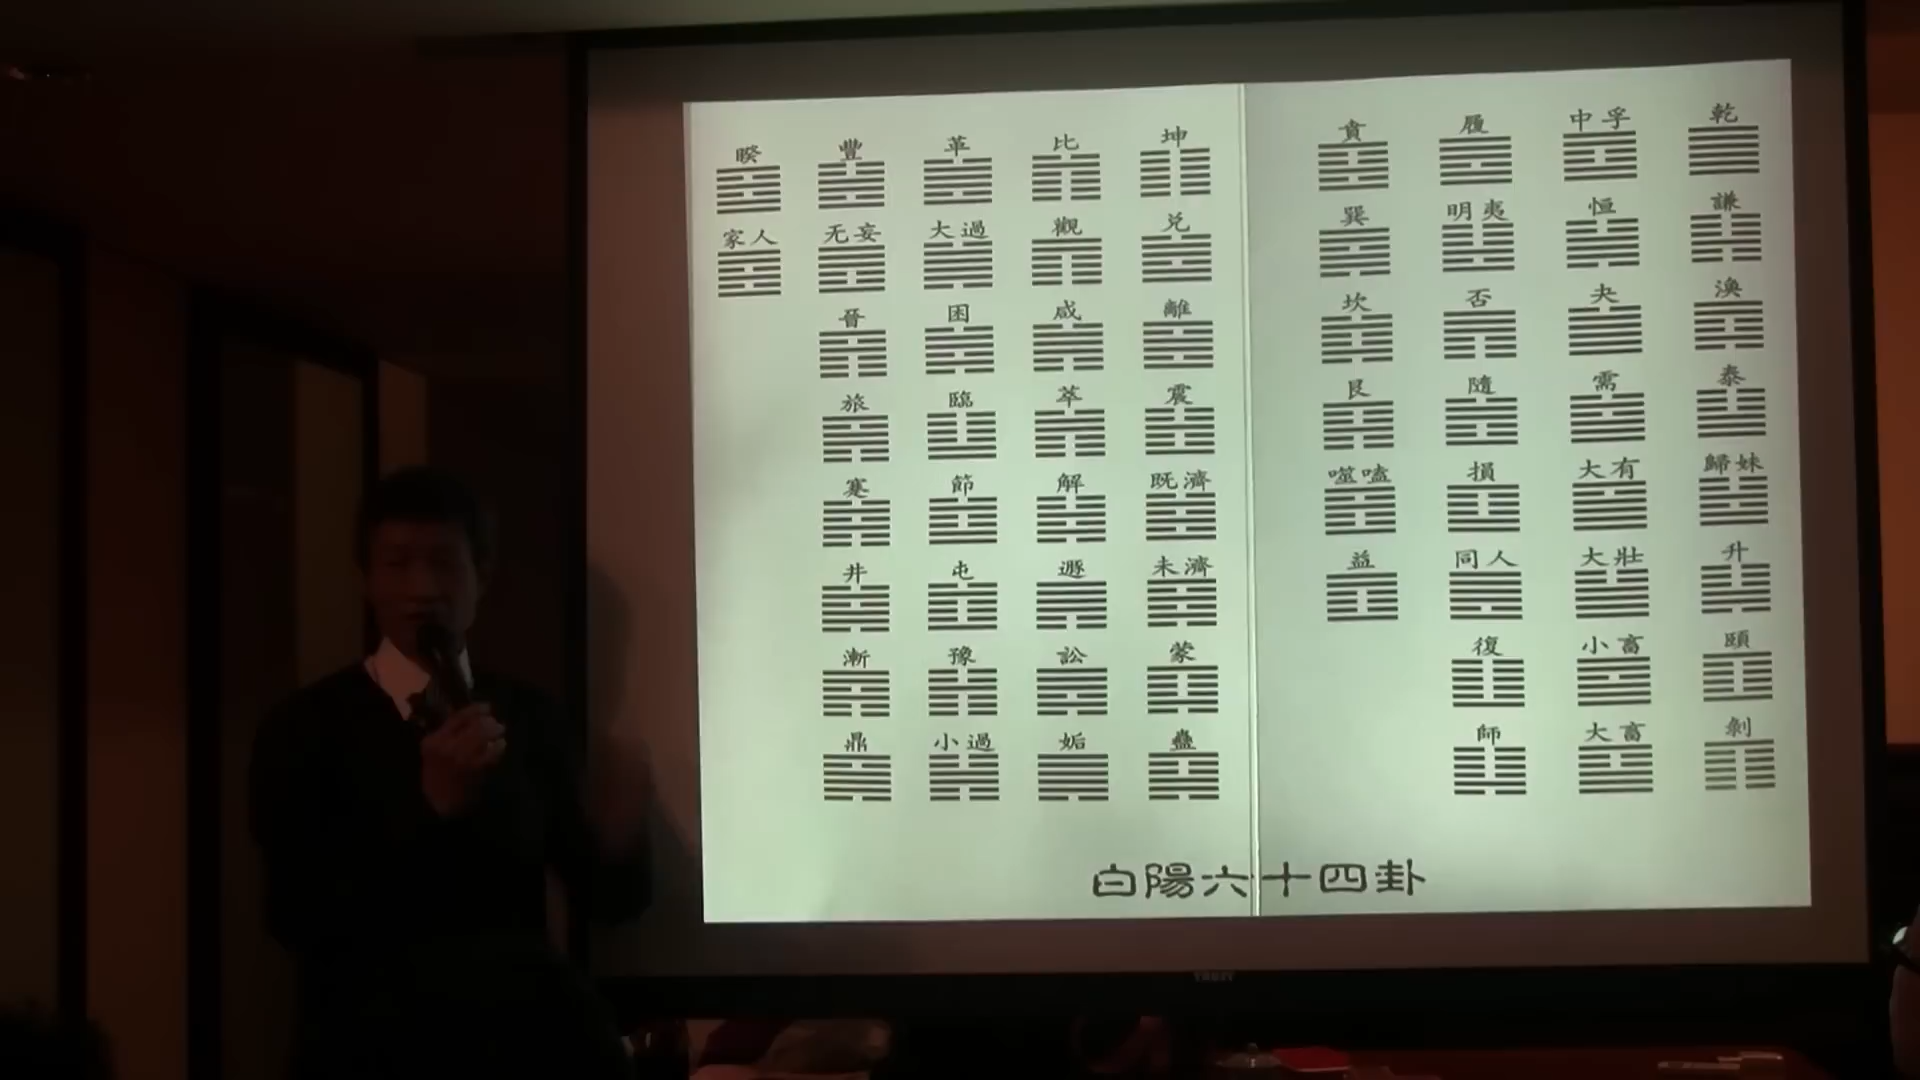 乾
謙
渙
泰
歸妹
升
頤
剝
中孚
恒
夬
需
大有
大壯
小畜
大畜
履
明夷
否
隨
損
同人
復
師
賁
巽
坎
艮
噬嗑
益
坤
兌
離
震
既濟
未濟
蒙
蠱
比
觀
咸
萃
解
遯
訟
姤
革
大過
困
臨
節
屯
豫
小過
豐
无妄
晉
旅
蹇
井
漸
鼎
睽
家人
白陽六十四卦